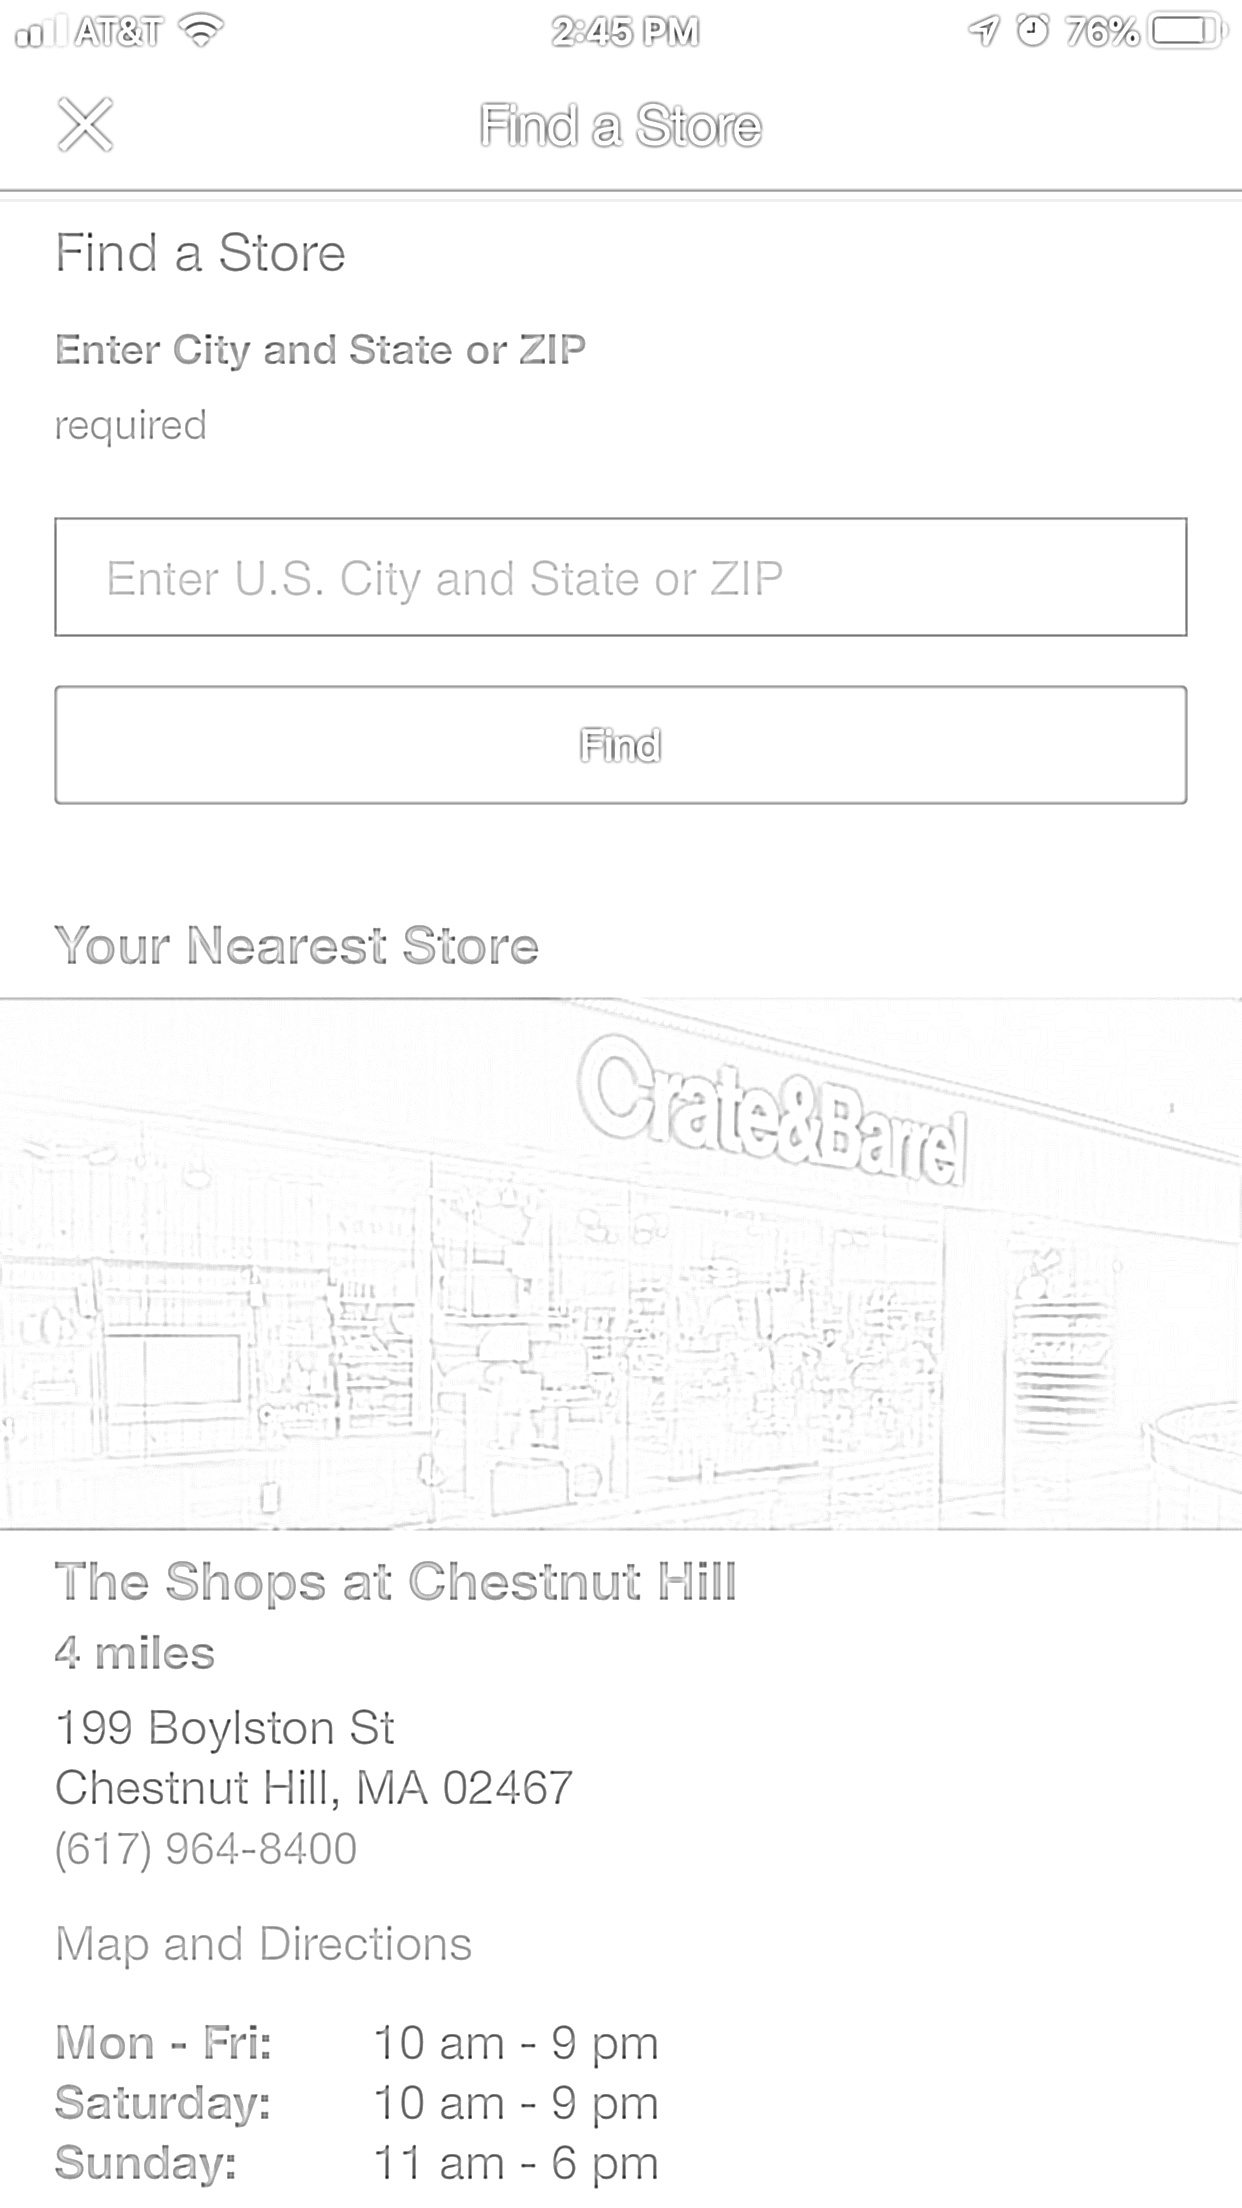 AT&T 2:45 PM 76%
Find a Store
Find a Store
Enter City and State or ZIP
required
Enter U.S. City and State or ZIP
Find
Your Nearest Store
Crate&Barrel
The Shops at Chestnut Hill
4 miles
199 Boylston St
Chestnut Hill, MA 02467
(617) 964-8400
Map and Directions
Mon - Fri: 10 am - 9 pm
Saturday: 10 am - 9 pm
Sunday: 11 am - 6 pm